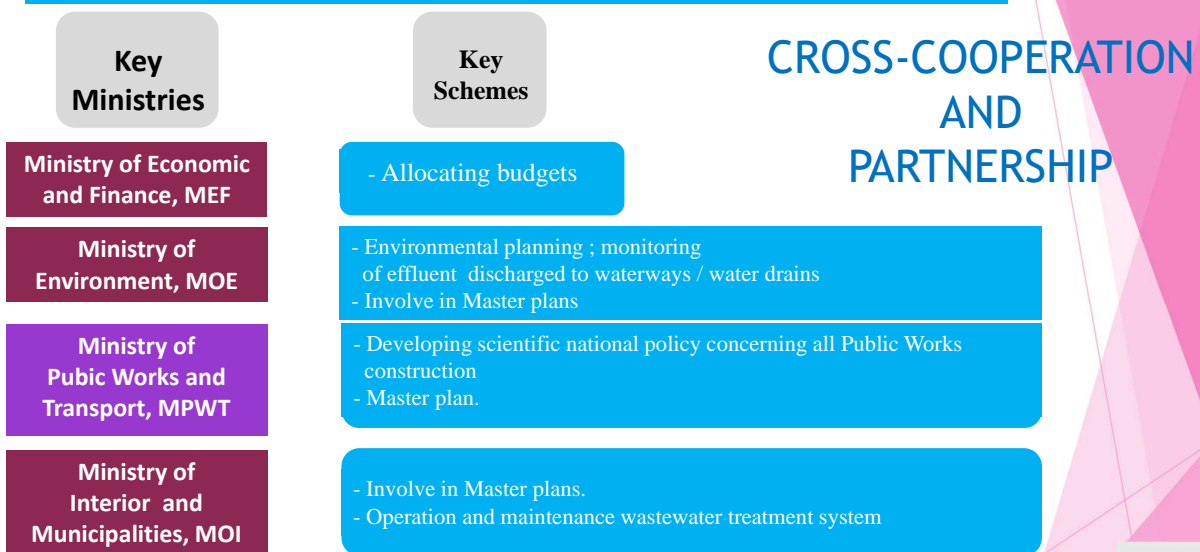 Key
Ministries
Key
Schemes
CROSS-COOPERATION
AND
PARTNERSHIP
Ministry of Economic
and Finance, MEF
- Allocating budgets
Ministry of
Environment, MOE
- Environmental planning ; monitoring
of effluent discharged to waterways / water drains
- Involve in Master plans
Ministry of
Pubic Works and
Transport, MPWT
- Developing scientific national policy concerning all Public Works
construction
- Master plan.
Ministry of
Interior and
Municipalities, MOI
- Involve in Master plans.
- Operation and maintenance wastewater treatment system